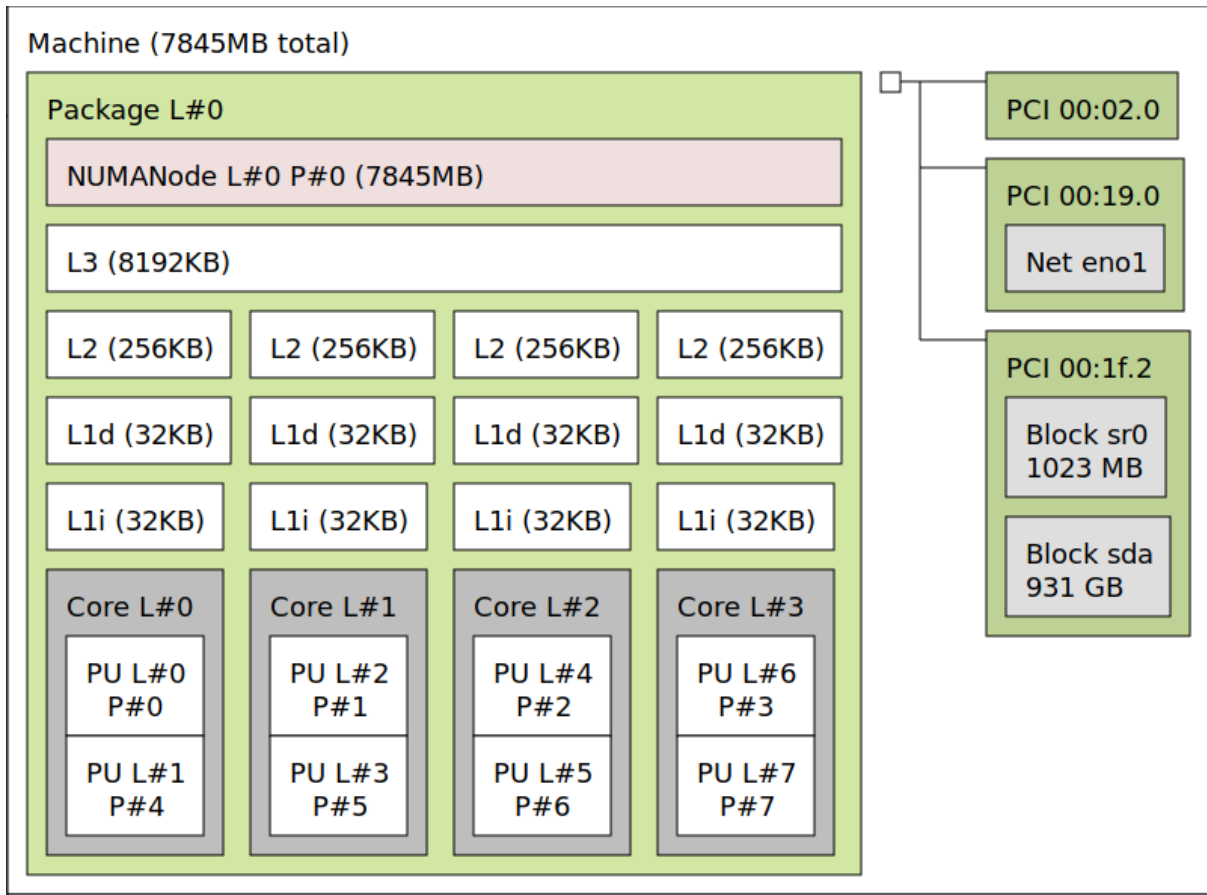 Machine (7845MB total)
Package L#0
NUMANode L#0 P#0 (7845MB)
L3 (8192KB)
L2 (256KB)
L2 (256KB)
L2 (256KB)
L2 (256KB)
L1d (32KB)
L1d (32KB)
L1d (32KB)
L1d (32KB)
L1i (32KB)
L1i (32KB)
L1i (32KB)
L1i (32KB)
Core L#0
PU L#0
P#0
PU L#1
P#4
Core L#1
PU L#2
P#1
PU L#3
P#5
Core L#2
PU L#4
P#2
PU L#5
P#6
Core L#3
PU L#6
P#3
PU L#7
P#7
PCI 00:02.0
PCI 00:19.0
Net eno1
PCI 00:1f.2
Block sr0
1023 MB
Block sda
931 GB